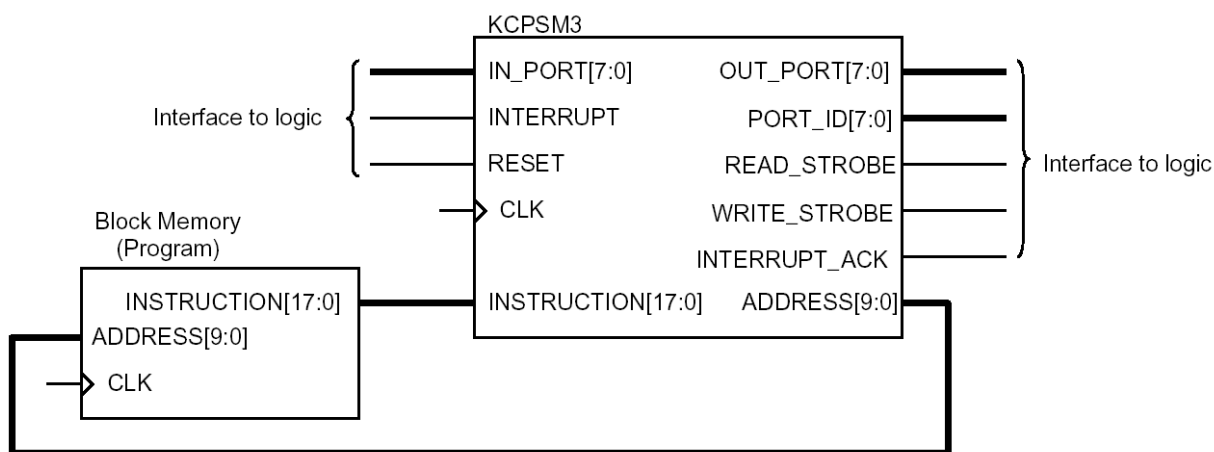 KCPSM3
IN_PORT[7:0]
OUT_PORT[7:0]
Interface to logic
INTERRUPT
PORT_ID[7:0]
RESET
READ_STROBE
Interface to logic
CLK
WRITE_STROBE
Block Memory
(Program)
INTERRUPT_ACK
INSTRUCTION[17:0]
INSTRUCTION[17:0]
ADDRESS[9:0]
ADDRESS[9:0]
CLK